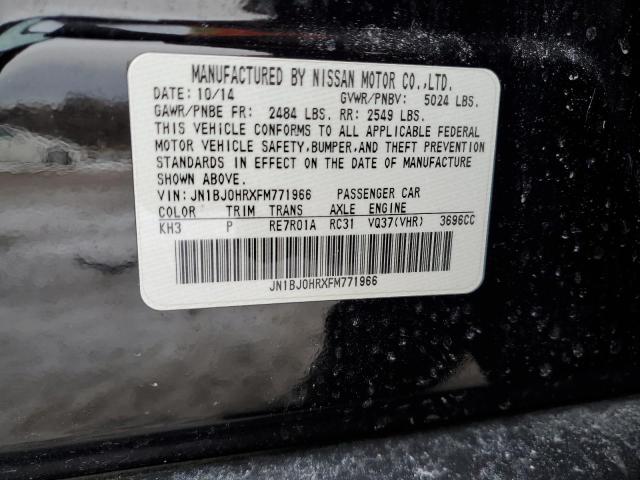 MANUFACTURED BY NISSAN MOTOR CO.,LTD.
DATE: 10/14 GVWR/PNBV: 5024 LBS.
GAWR/PNBE FR: 2484 LBS. RR: 2549 LBS.
THIS VEHICLE CONFORMS TO ALL APPLICABLE FEDERAL
MOTOR VEHICLE SAFETY,BUMPER,AND THEFT PREVENTION
STANDARDS IN EFFECT ON THE DATE OF MANUFACTURE
SHOWN ABOVE.
VIN: JN1BJ0HRXFM771966 PASSENGER CAR
COLOR TRIM TRANS AXLE ENGINE
KH3 P RE7R01A RC31 VQ37(VHR) 3696CC
JN1BJ0HRXFM771966